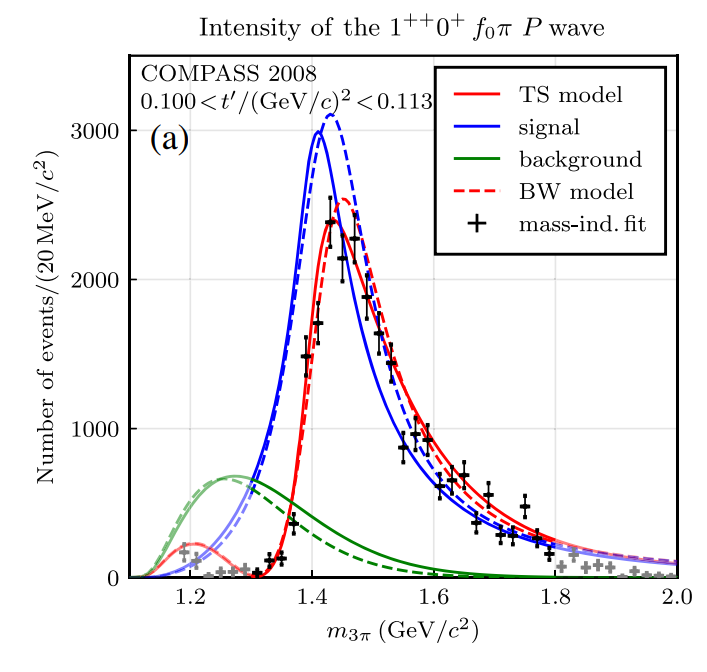 Intensity of the 1⁺⁺0⁺ f₀π P wave
COMPASS 2008
0.100<t′/(GeV/c)²<0.113
(a)
TS model
signal
background
BW model
mass-ind. fit
Number of events/(20 MeV/c²)
3000
2000
1000
0
1.2 1.4 1.6 1.8 2.0
m₃π (GeV/c²)